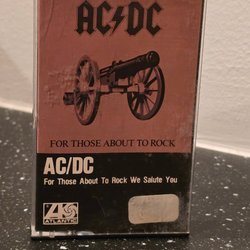 AC⚡DC
FOR THOSE ABOUT TO ROCK
AC/DC
For Those About To Rock We Salute You
ATLANTIC